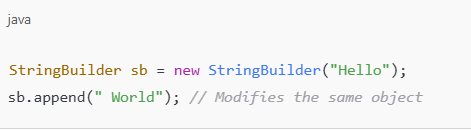 java
StringBuilder sb = new StringBuilder("Hello");
sb.append(" World"); // Modifies the same object